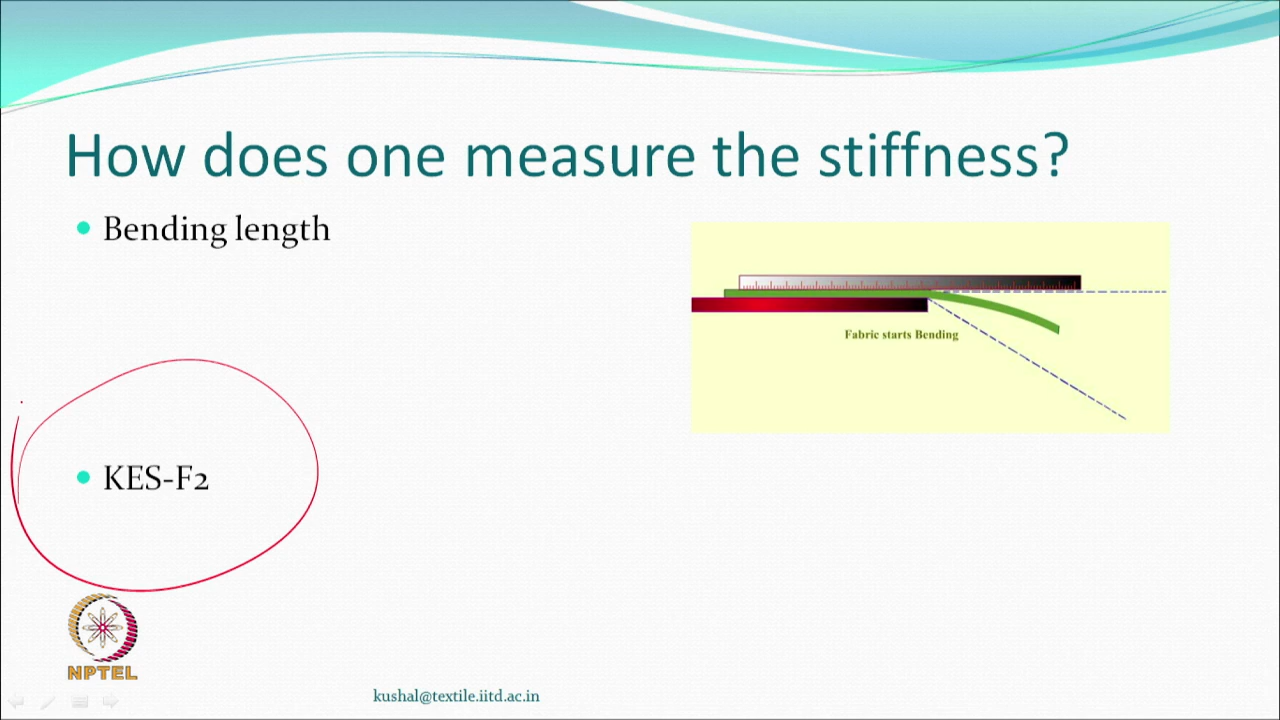 How does one measure the stiffness?
Bending length
Fabric starts Bending
KES-F2
NPTEL
kushal@textile.iitd.ac.in